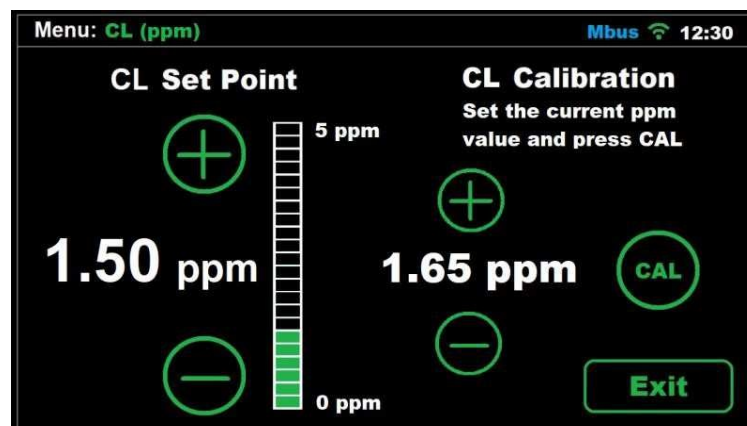 Menu: CL (ppm)
Mbus 12:30
CL Set Point
5 ppm
1.50 ppm
0 ppm
CL Calibration
Set the current ppm
value and press CAL
1.65 ppm
CAL
Exit